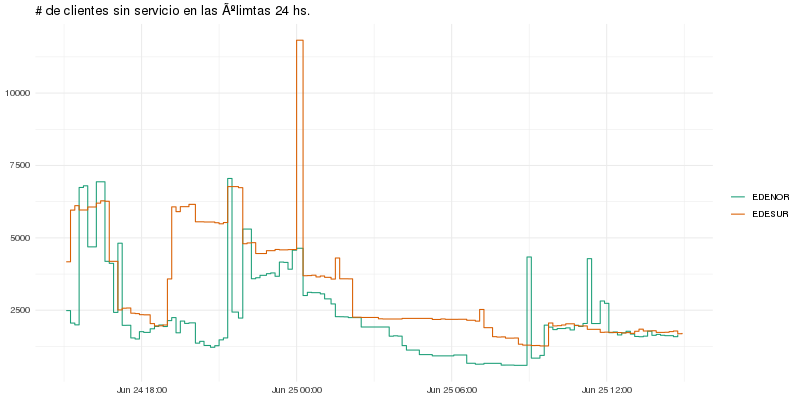 # de clientes sin servicio en las Ãºlimtas 24 hs.
10000
7500
5000
2500
Jun 24 18:00
Jun 25 00:00
Jun 25 06:00
Jun 25 12:00
EDENOR
EDESUR